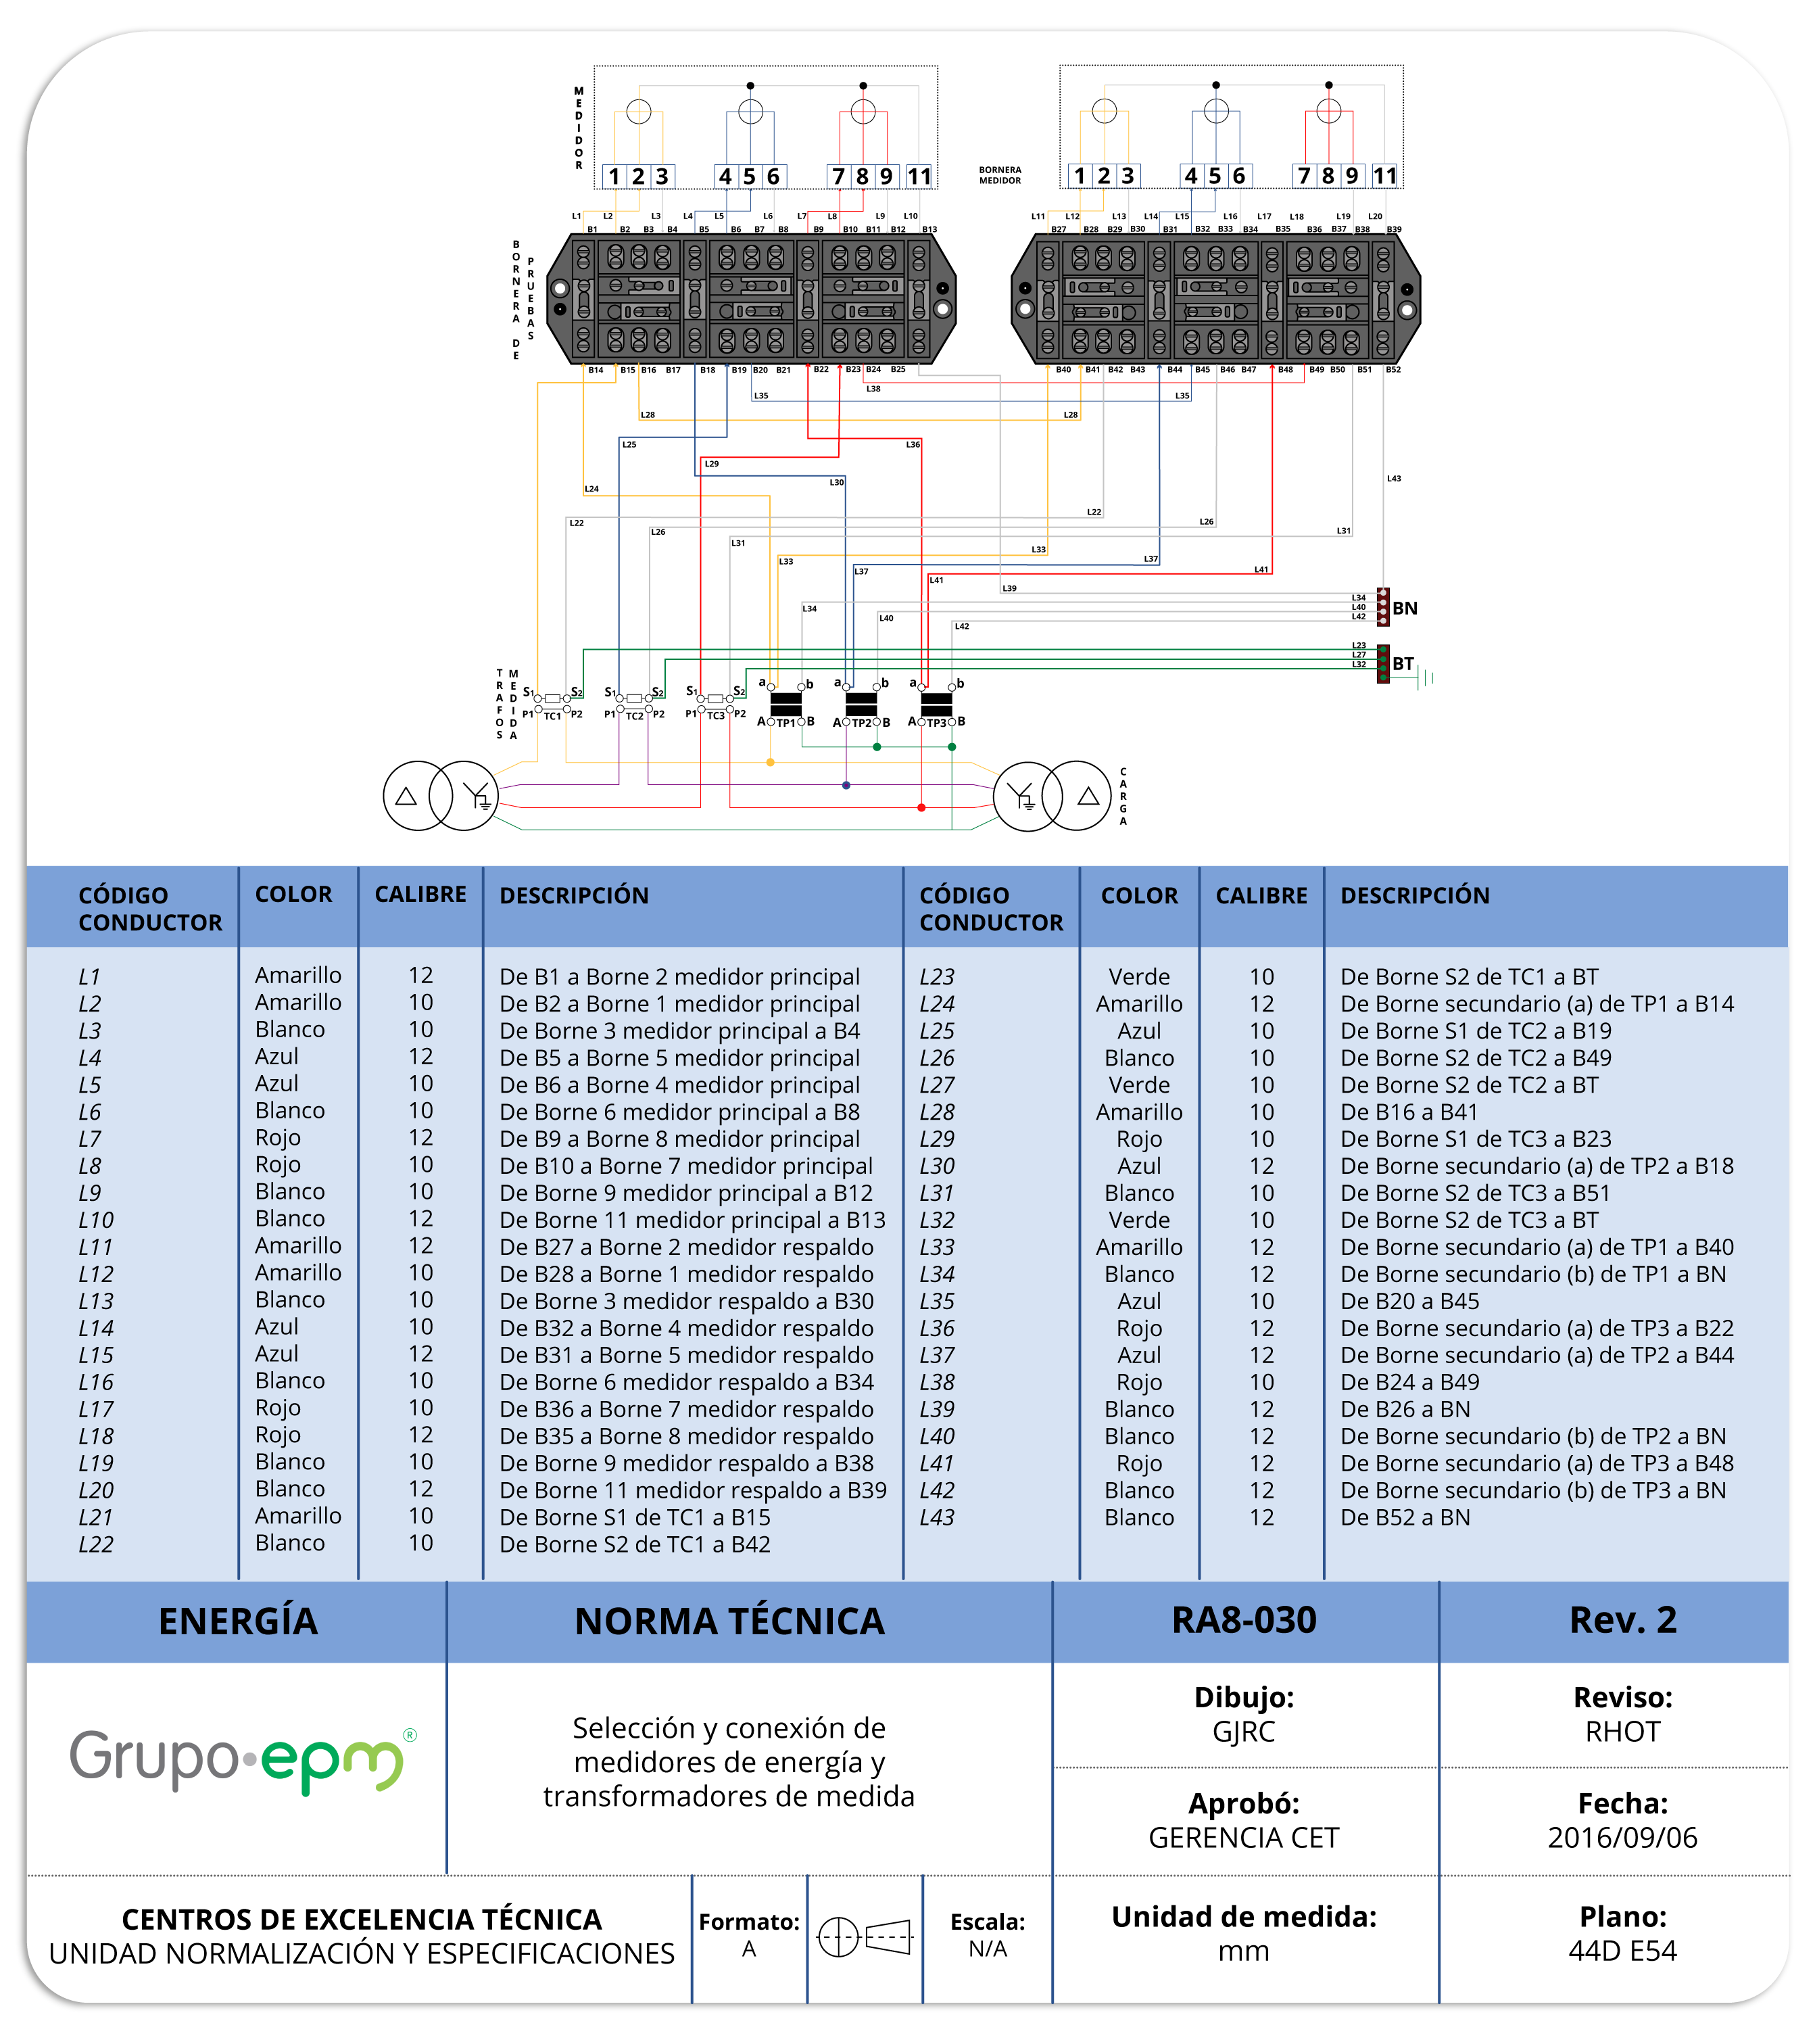 MEDIDOR
1 2 3 4 5 6 7 8 9 11
BORNERA
MEDIDOR
1 2 3 4 5 6 7 8 9 11
L1 L2 L3 L4 L5 L6 L7 L8 L9 L10
L11 L12 L13 L14 L15 L16 L17 L18 L19 L20
B1 B2 B3 B4 B5 B6 B7 B8 B9 B10 B11 B12 B13
B27 B28 B29 B30 B31 B32 B33 B34 B35 B36 B37 B38 B39
BORNERA DE
PRUEBAS
B14 B15 B16 B17 B18 B19 B20 B21 B22 B23 B24 B25
B40 B41 B42 B43 B44 B45 B46 B47 B48 B49 B50 B51 B52
L38
L35 L35
L28 L28
L25 L36
L29
L30 L43
L24
L22 L22
L26 L26
L31 L31
L33 L33
L37 L37
L41 L41
L39
L34 L34
L40 L40
L42 L42
BN
L23
L27
L32
BT
TRAFOS
MEDIDA
S1 S2 S1 S2 S1 S2 a b a b a b
P1 TC1 P2 P1 TC2 P2 P1 TC3 P2 A TP1 B A TP2 B A TP3 B
CARGA
CÓDIGO CONDUCTOR COLOR CALIBRE DESCRIPCIÓN CÓDIGO CONDUCTOR COLOR CALIBRE DESCRIPCIÓN
L1 Amarillo 12 De B1 a Borne 2 medidor principal L23 Verde 10 De Borne S2 de TC1 a BT
L2 Amarillo 10 De B2 a Borne 1 medidor principal L24 Amarillo 12 De Borne secundario (a) de TP1 a B14
L3 Blanco 10 De Borne 3 medidor principal a B4 L25 Azul 10 De Borne S1 de TC2 a B19
L4 Azul 12 De B5 a Borne 5 medidor principal L26 Blanco 10 De Borne S2 de TC2 a B49
L5 Azul 10 De B6 a Borne 4 medidor principal L27 Verde 10 De Borne S2 de TC2 a BT
L6 Blanco 10 De Borne 6 medidor principal a B8 L28 Amarillo 10 De B16 a B41
L7 Rojo 12 De B9 a Borne 8 medidor principal L29 Rojo 10 De Borne S1 de TC3 a B23
L8 Rojo 10 De B10 a Borne 7 medidor principal L30 Azul 12 De Borne secundario (a) de TP2 a B18
L9 Blanco 10 De Borne 9 medidor principal a B12 L31 Blanco 10 De Borne S2 de TC3 a B51
L10 Blanco 12 De Borne 11 medidor principal a B13 L32 Verde 10 De Borne S2 de TC3 a BT
L11 Amarillo 12 De B27 a Borne 2 medidor respaldo L33 Amarillo 12 De Borne secundario (a) de TP1 a B40
L12 Amarillo 10 De B28 a Borne 1 medidor respaldo L34 Blanco 12 De Borne secundario (b) de TP1 a BN
L13 Blanco 10 De Borne 3 medidor respaldo a B30 L35 Azul 10 De B20 a B45
L14 Azul 10 De B32 a Borne 4 medidor respaldo L36 Rojo 12 De Borne secundario (a) de TP3 a B22
L15 Azul 12 De B31 a Borne 5 medidor respaldo L37 Azul 12 De Borne secundario (a) de TP2 a B44
L16 Blanco 10 De Borne 6 medidor respaldo a B34 L38 Rojo 10 De B24 a B49
L17 Rojo 10 De B36 a Borne 7 medidor respaldo L39 Blanco 12 De B26 a BN
L18 Rojo 12 De B35 a Borne 8 medidor respaldo L40 Blanco 12 De Borne secundario (b) de TP2 a BN
L19 Blanco 10 De Borne 9 medidor respaldo a B38 L41 Rojo 12 De Borne secundario (a) de TP3 a B48
L20 Blanco 12 De Borne 11 medidor respaldo a B39 L42 Blanco 12 De Borne secundario (b) de TP3 a BN
L21 Amarillo 10 De Borne S1 de TC1 a B15 L43 Blanco 12 De B52 a BN
L22 Blanco 10 De Borne S2 de TC1 a B42
ENERGÍA NORMA TÉCNICA RA8-030 Rev. 2
Grupo·epm®
Selección y conexión de
medidores de energía y
transformadores de medida
Dibujo:
GJRC
Reviso:
RHOT
Aprobó:
GERENCIA CET
Fecha:
2016/09/06
CENTROS DE EXCELENCIA TÉCNICA
UNIDAD NORMALIZACIÓN Y ESPECIFICACIONES
Formato:
A
Escala:
N/A
Unidad de medida:
mm
Plano:
44D E54